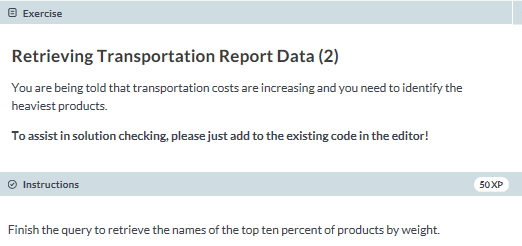 Exercise
Retrieving Transportation Report Data (2)
You are being told that transportation costs are increasing and you need to identify the
heaviest products.
To assist in solution checking, please just add to the existing code in the editor!
Instructions
50 XP
Finish the query to retrieve the names of the top ten percent of products by weight.